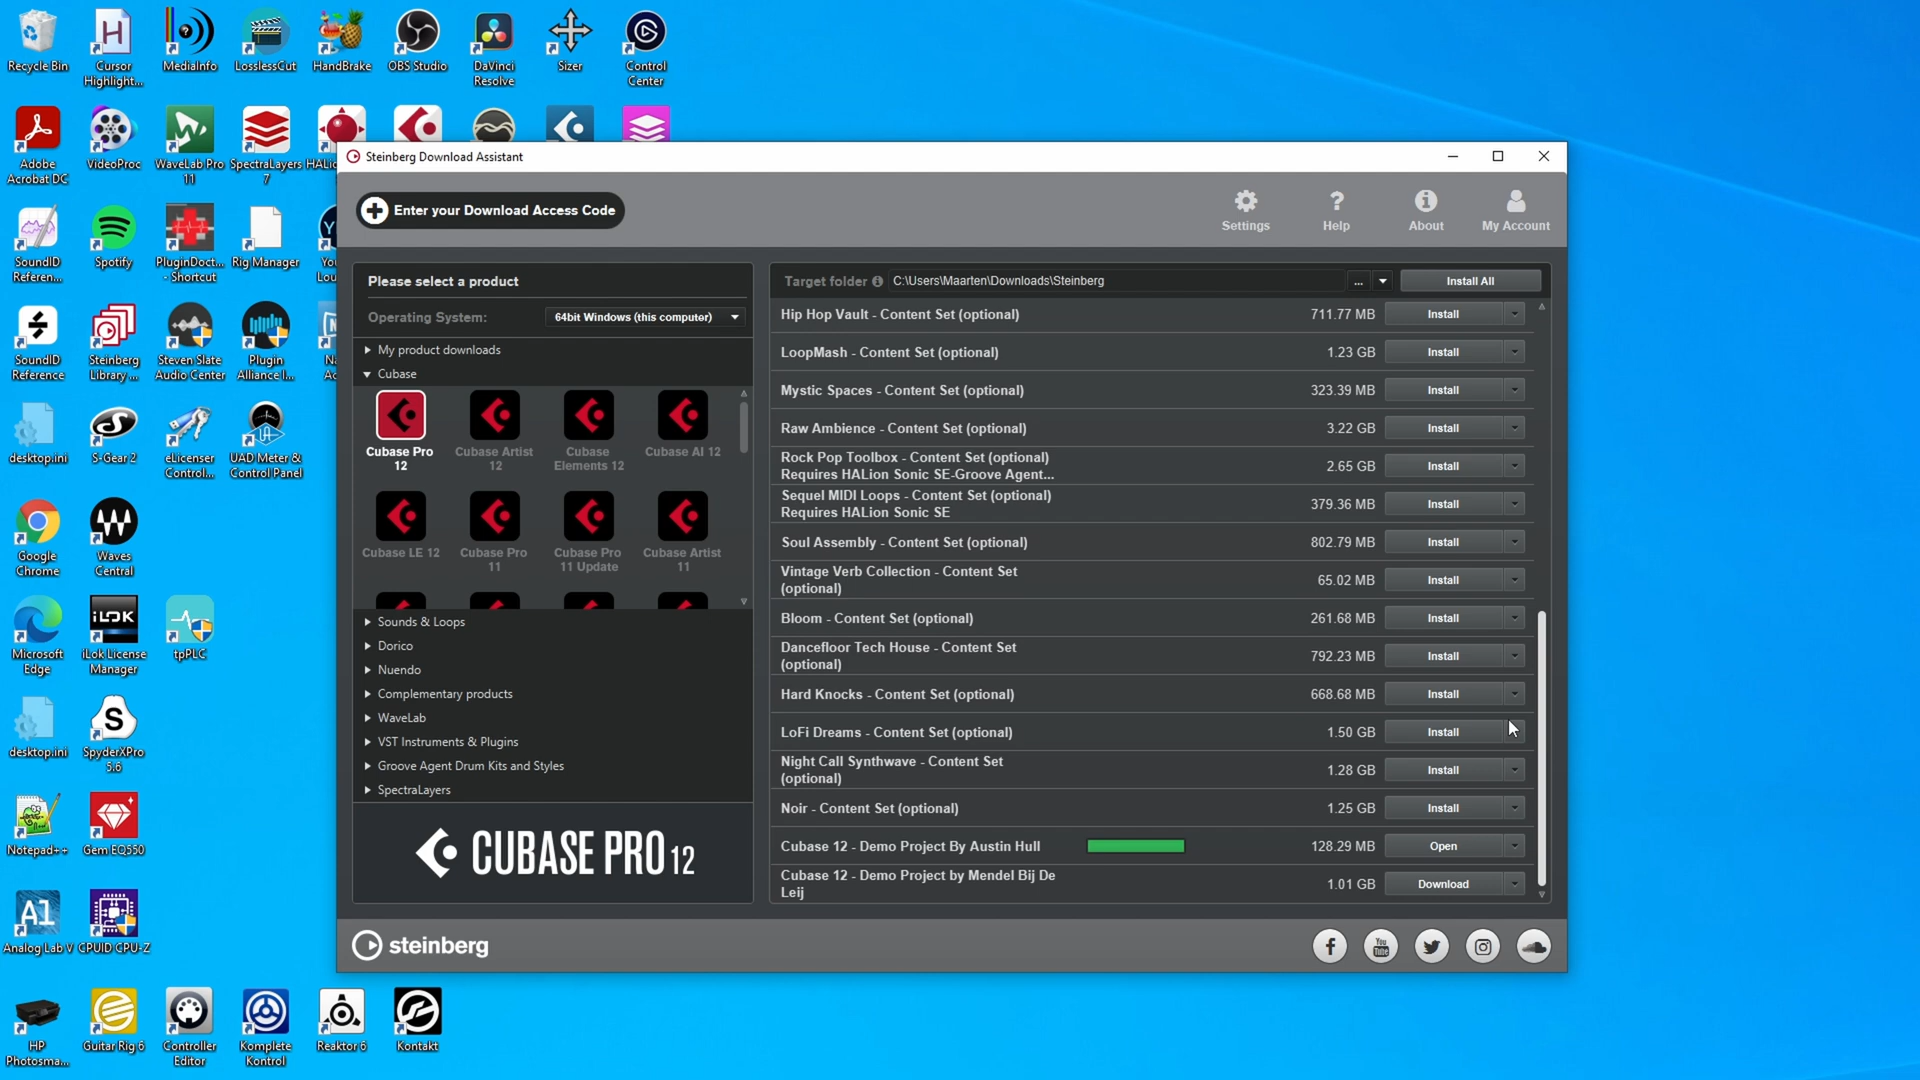 Recycle Bin
Cursor
Highlight...
MediaInfo
LosslessCut
HandBrake
OBS Studio
DaVinci
Resolve
Sizer
Control
Center
Adobe
Acrobat DC
VideoProc
WaveLab Pro
11
SpectraLayers
7
SoundID
Referen...
Spotify
PluginDoct...
- Shortcut
Rig Manager
SoundID
Reference
Steinberg
Library ...
Steven Slate
Audio Center
Plugin
Alliance I...
desktop.ini
S-Gear 2
eLicenser
Control...
UAD Meter &
Control Panel
Google
Chrome
Waves
Central
Microsoft
Edge
iLOK
iLok License
Manager
tpPLC
desktop.ini
SpyderXPro
5.6
Notepad++
Gem EQ550
Analog Lab V
CPUID CPU-Z
HP
Photosma...
Guitar Rig 6
Controller
Editor
Komplete
Kontrol
Reaktor 6
Kontakt
Steinberg Download Assistant
Enter your Download Access Code
Settings
Help
About
My Account
Please select a product
Operating System: 64bit Windows (this computer)
My product downloads
Cubase
Cubase Pro
12
Cubase Artist
12
Cubase
Elements 12
Cubase AI 12
Cubase LE 12
Cubase Pro
11
Cubase Pro
11 Update
Cubase Artist
11
Sounds & Loops
Dorico
Nuendo
Complementary products
WaveLab
VST Instruments & Plugins
Groove Agent Drum Kits and Styles
SpectraLayers
CUBASE PRO 12
Target folder C:\Users\Maarten\Downloads\Steinberg ... Install All
Hip Hop Vault - Content Set (optional) 711.77 MB Install
LoopMash - Content Set (optional) 1.23 GB Install
Mystic Spaces - Content Set (optional) 323.39 MB Install
Raw Ambience - Content Set (optional) 3.22 GB Install
Rock Pop Toolbox - Content Set (optional)
Requires HALion Sonic SE-Groove Agent...
2.65 GB Install
Sequel MIDI Loops - Content Set (optional)
Requires HALion Sonic SE
379.36 MB Install
Soul Assembly - Content Set (optional) 802.79 MB Install
Vintage Verb Collection - Content Set
(optional)
65.02 MB Install
Bloom - Content Set (optional) 261.68 MB Install
Dancefloor Tech House - Content Set
(optional)
792.23 MB Install
Hard Knocks - Content Set (optional) 668.68 MB Install
LoFi Dreams - Content Set (optional) 1.50 GB Install
Night Call Synthwave - Content Set
(optional)
1.28 GB Install
Noir - Content Set (optional) 1.25 GB Install
Cubase 12 - Demo Project By Austin Hull 128.29 MB Open
Cubase 12 - Demo Project by Mendel Bij De
Leij
1.01 GB Download
steinberg